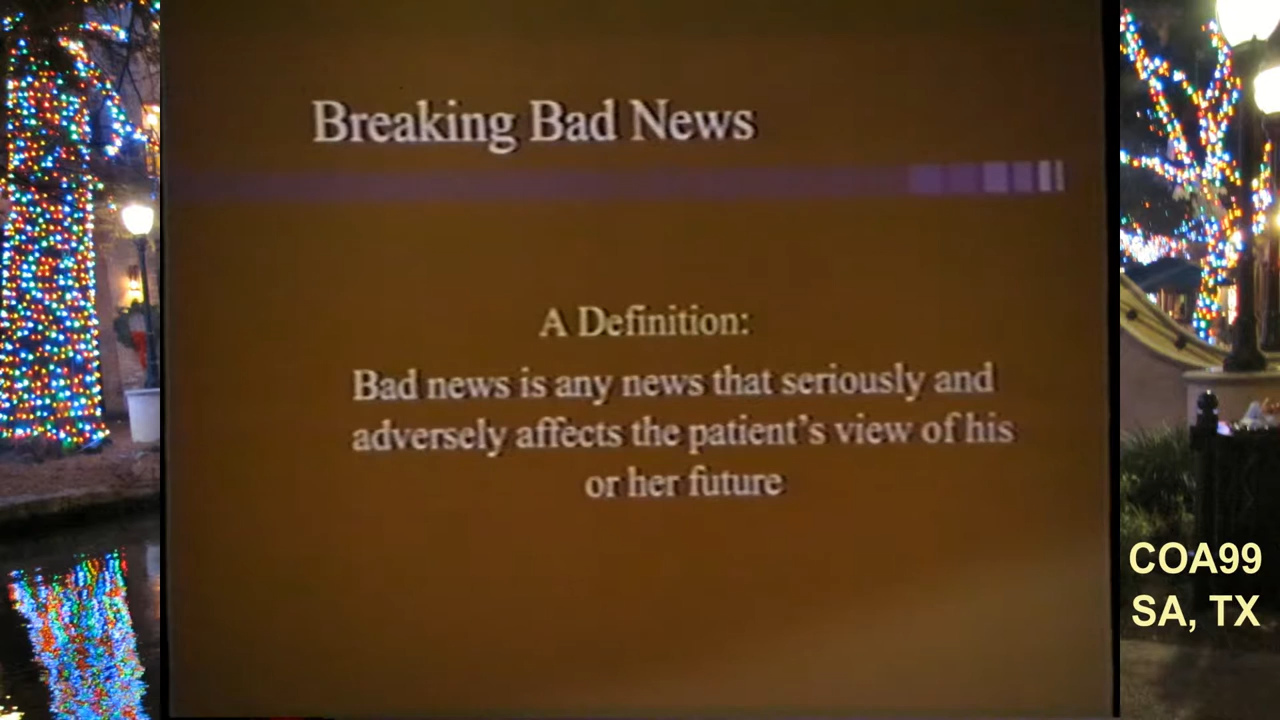 Breaking Bad News
A Definition:
Bad news is any news that seriously and
adversely affects the patient's view of his
or her future
COA99
SA, TX